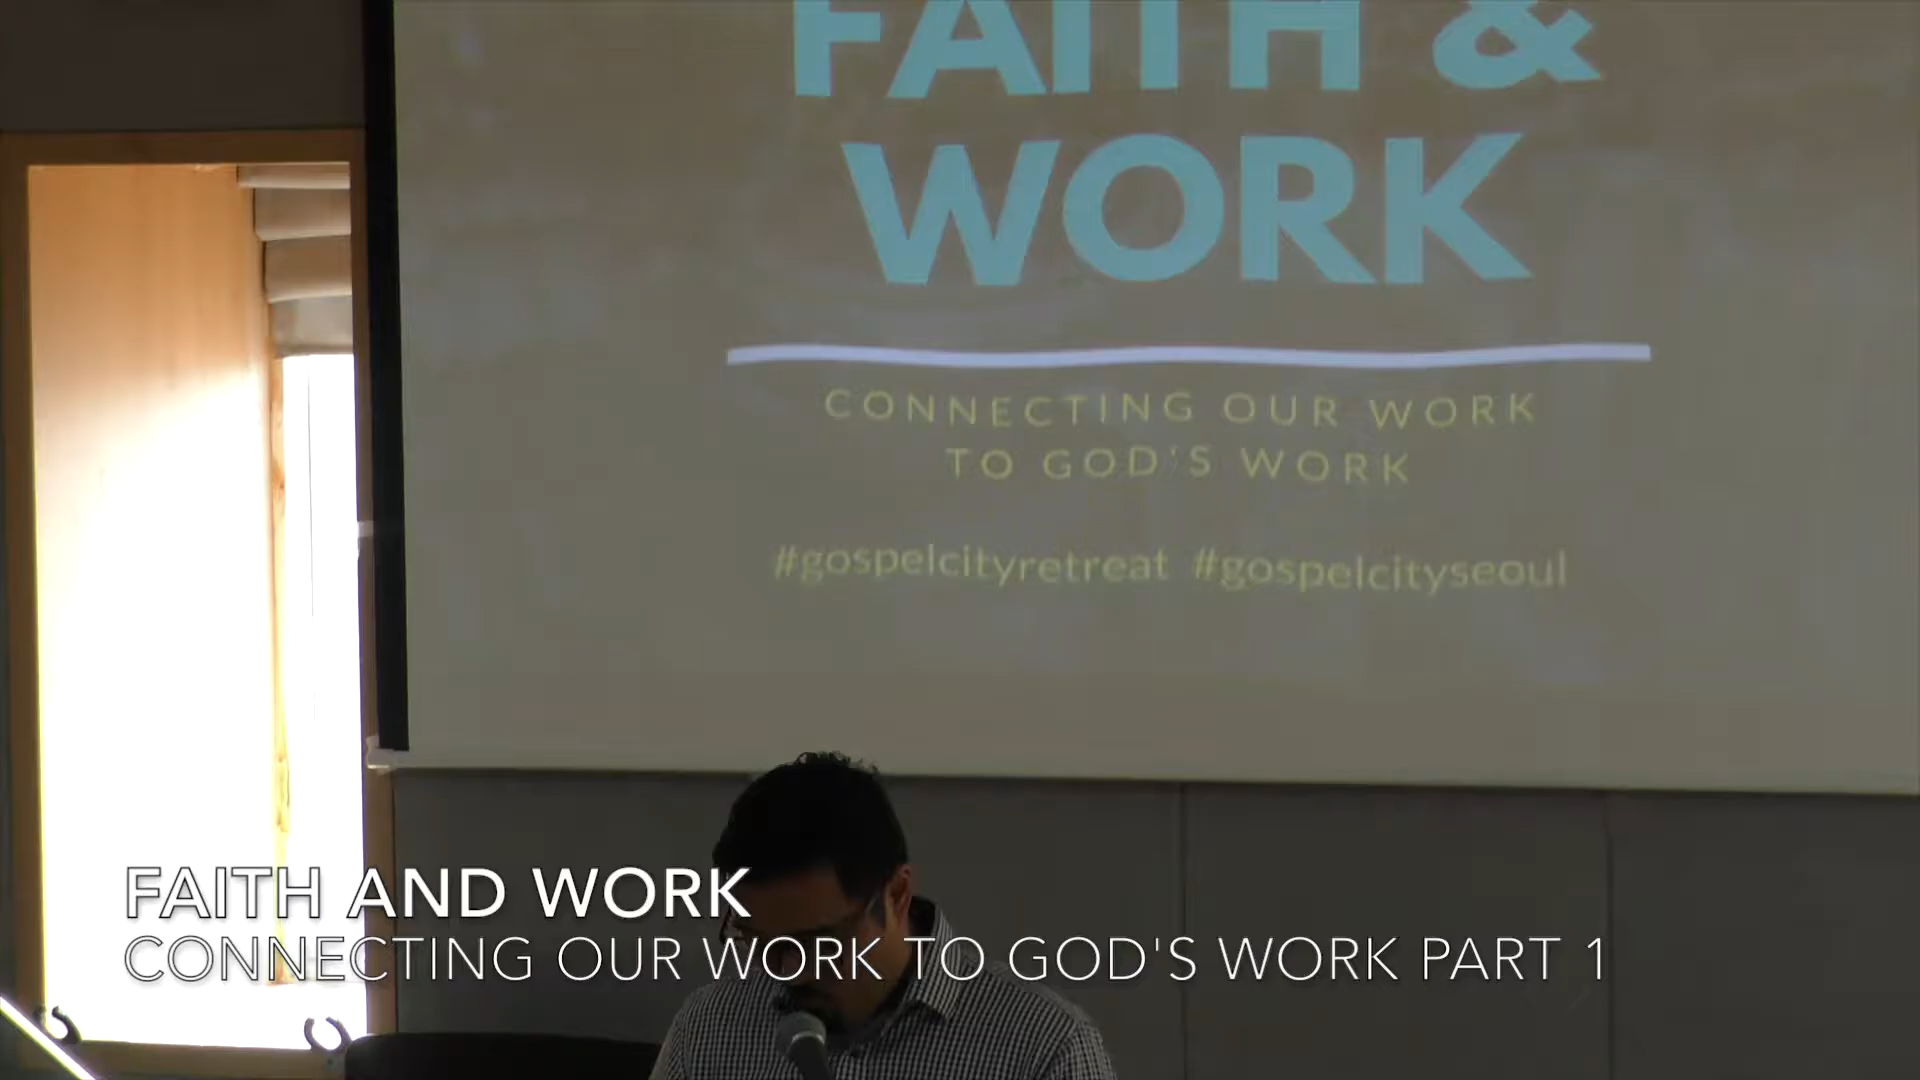 FAITH &
WORK
CONNECTING OUR WORK
TO GOD'S WORK
#gospelcityretreat #gospelcityseoul
FAITH AND WORK
CONNECTING OUR WORK TO GOD'S WORK PART 1